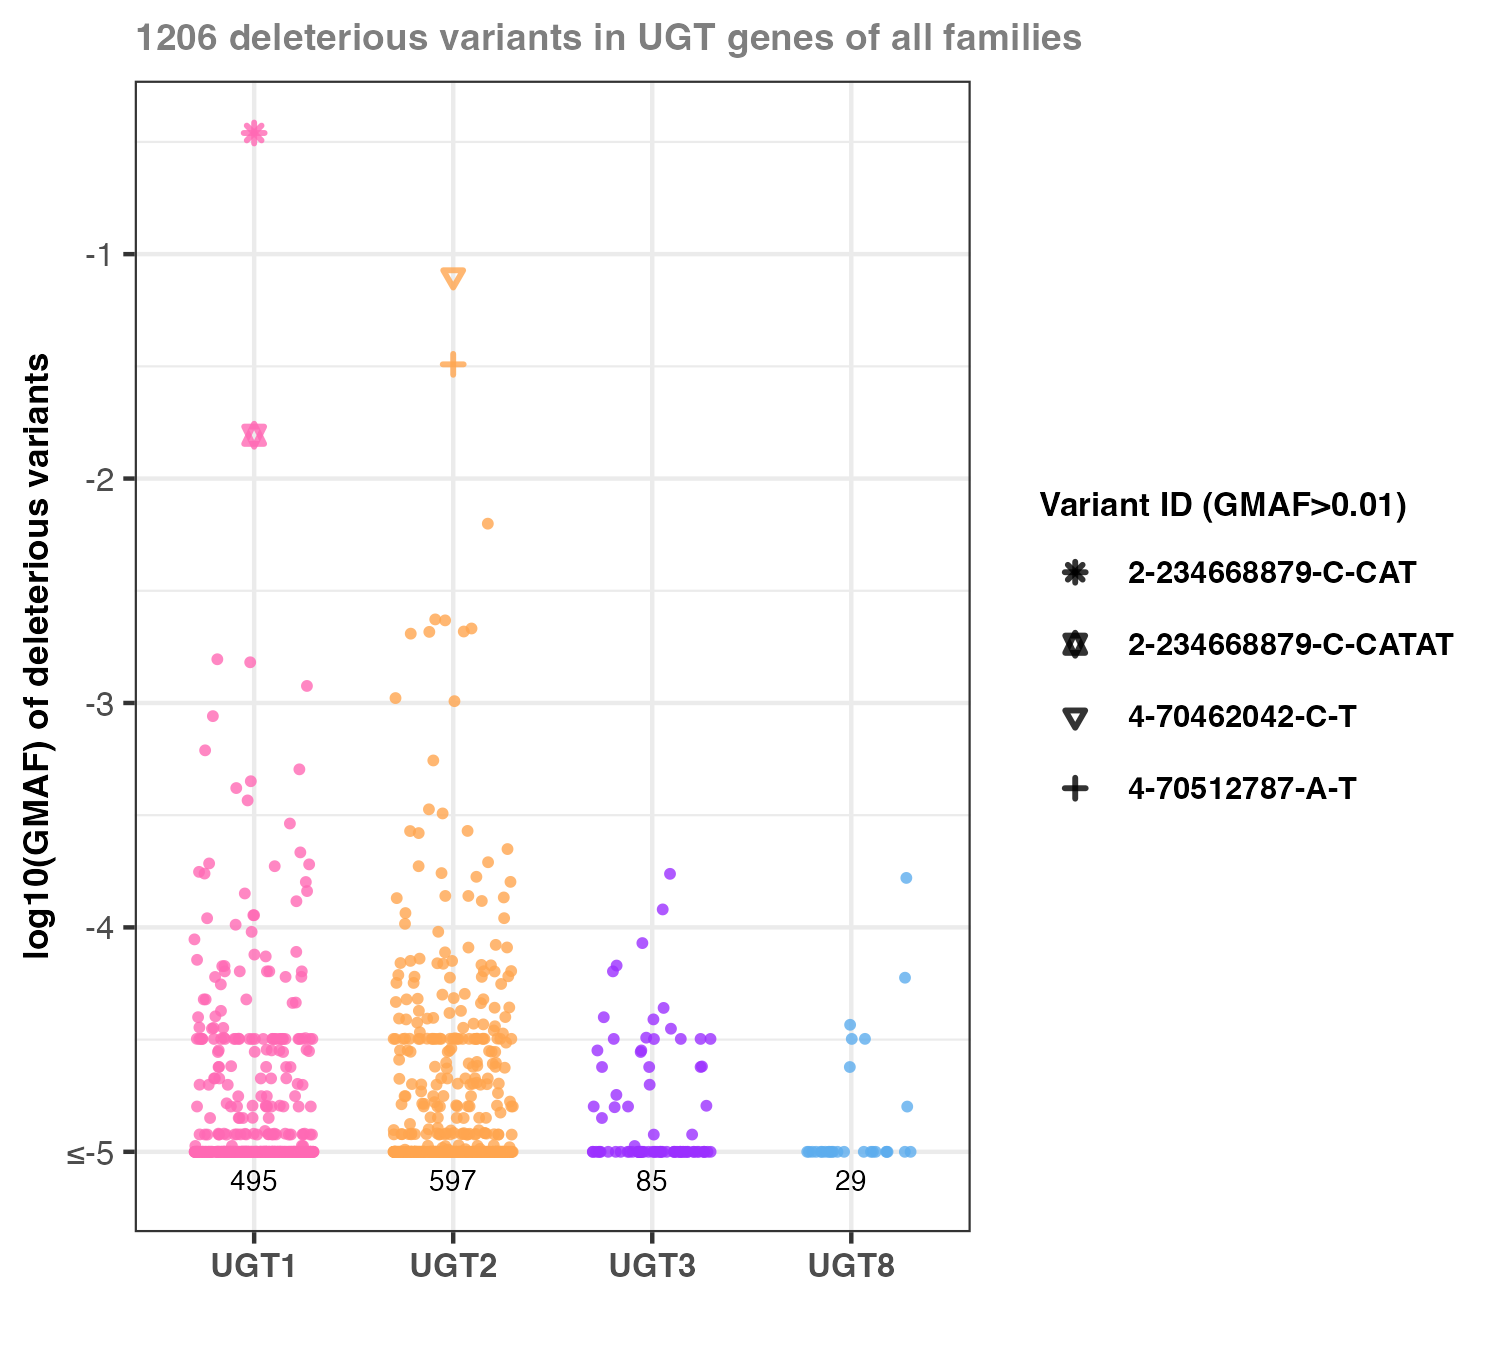 1206 deleterious variants in UGT genes of all families
log10(GMAF) of deleterious variants
-1
-2
-3
-4
≤-5
495
597
85
29
UGT1
UGT2
UGT3
UGT8
Variant ID (GMAF>0.01)
2-234668879-C-CAT
2-234668879-C-CATAT
4-70462042-C-T
4-70512787-A-T